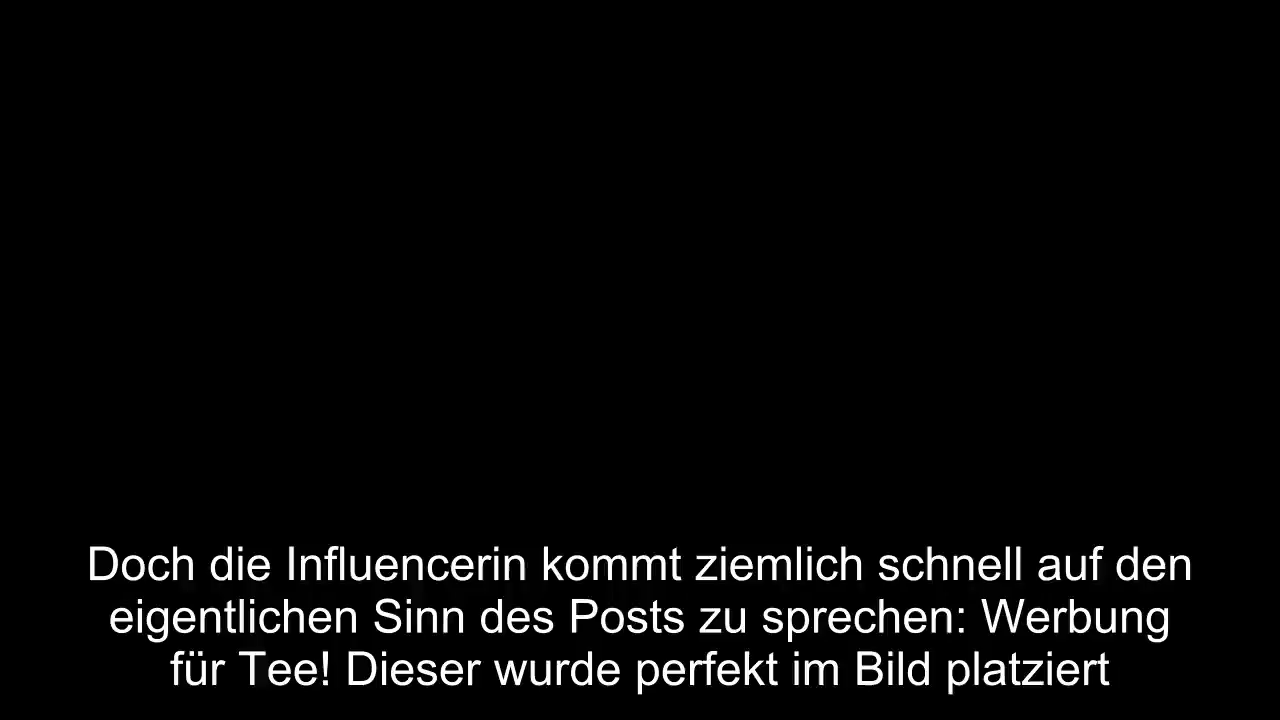 Doch die Influencerin kommt ziemlich schnell auf den
eigentlichen Sinn des Posts zu sprechen: Werbung
für Tee! Dieser wurde perfekt im Bild platziert